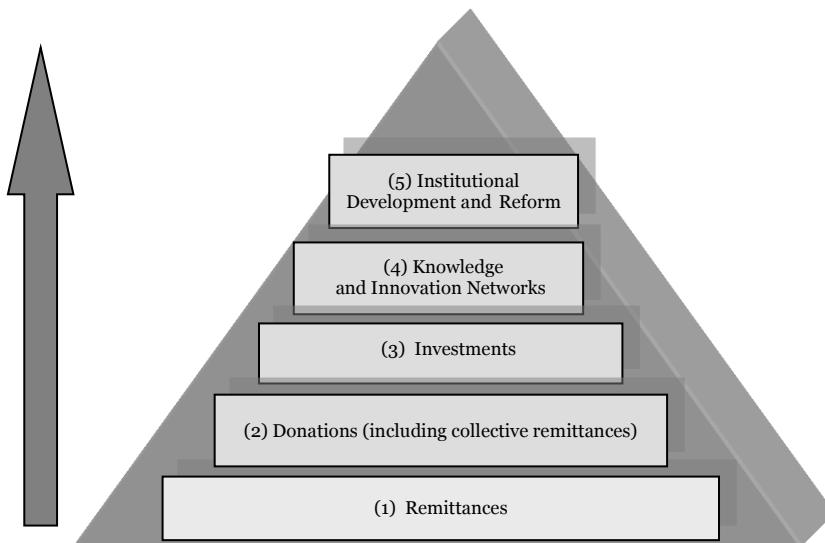 (5) Institutional
Development and Reform
(4) Knowledge
and Innovation Networks
(3) Investments
(2) Donations (including collective remittances)
(1) Remittances